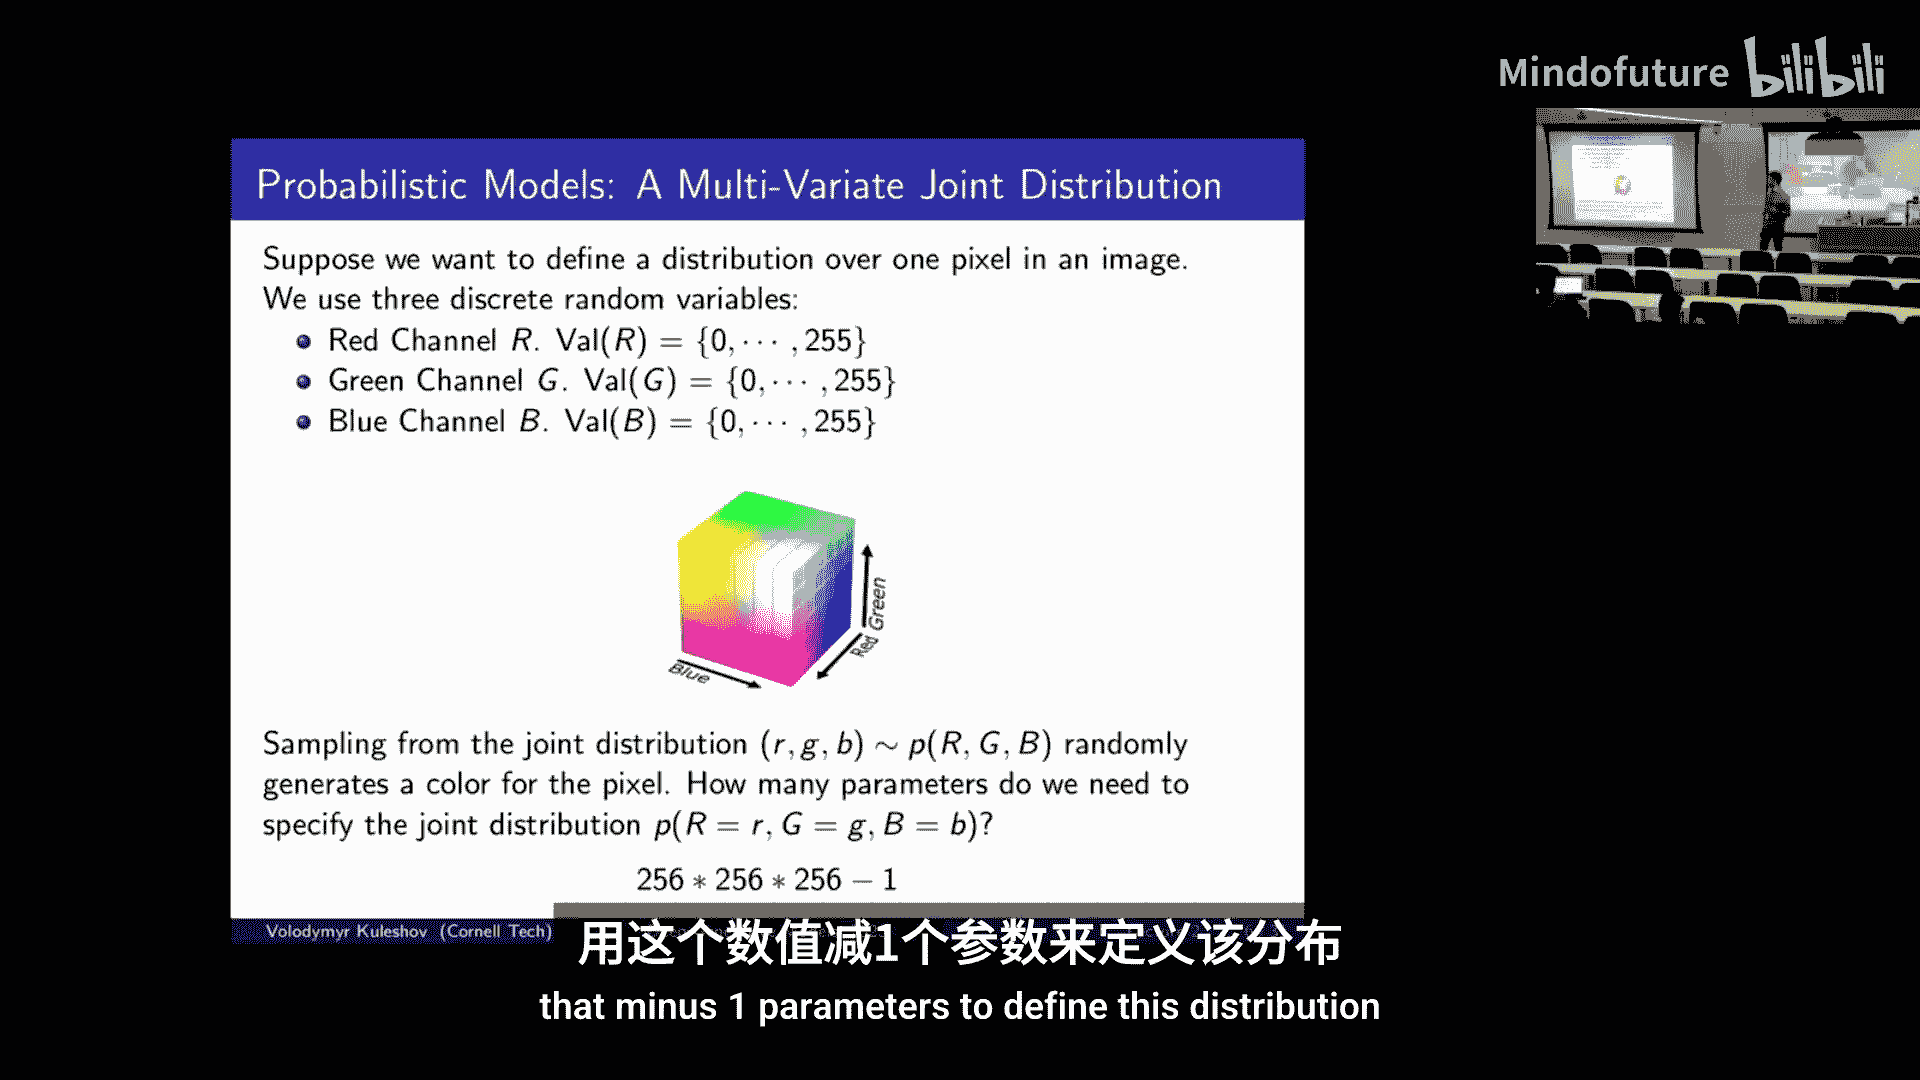 Mindofuture bilibili
Probabilistic Models: A Multi-Variate Joint Distribution
Suppose we want to define a distribution over one pixel in an image.
We use three discrete random variables:
Red Channel R. Val(R) = {0, ··· , 255}
Green Channel G. Val(G) = {0, ··· , 255}
Blue Channel B. Val(B) = {0, ··· , 255}
Green
Red
Blue
Sampling from the joint distribution (r, g, b) ∼ p(R, G, B) randomly
generates a color for the pixel. How many parameters do we need to
specify the joint distribution p(R = r, G = g, B = b)?
256 ∗ 256 ∗ 256 − 1
Volodymyr Kuleshov (Cornell Tech)
用这个数值减1个参数来定义该分布
that minus 1 parameters to define this distribution